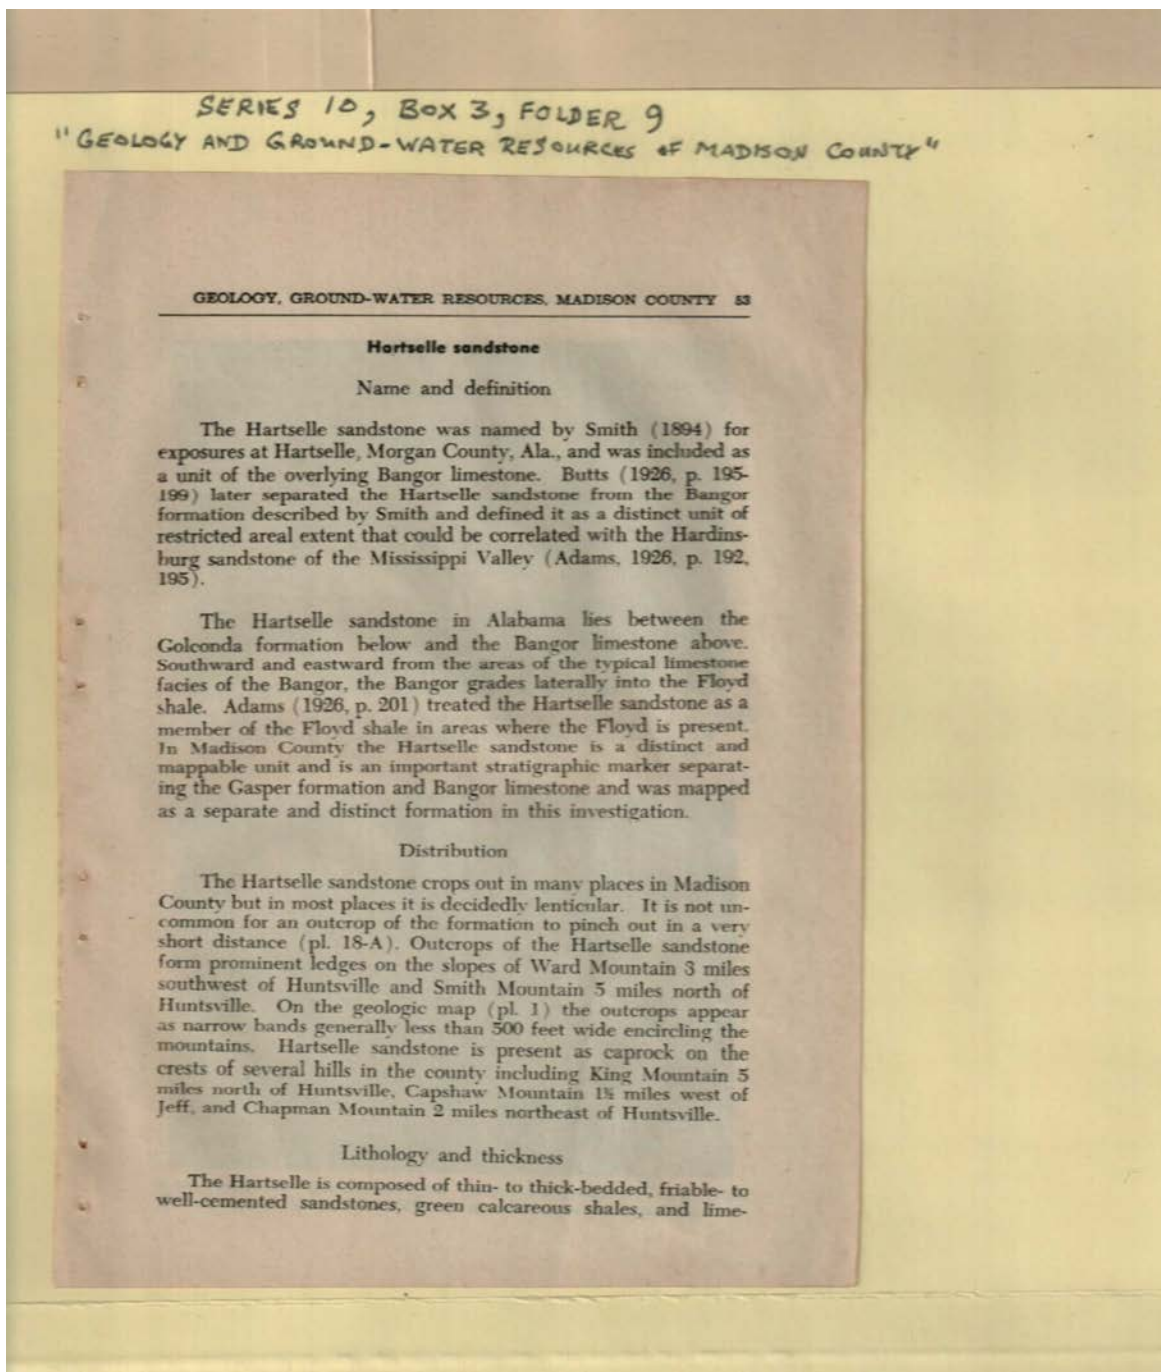 SERIES 10, BOX 3, FOLDER 9
"GEOLOGY AND GROUND-WATER RESOURCES OF MADISON COUNTY"
GEOLOGY, GROUND-WATER RESOURCES, MADISON COUNTY 53
Hartselle sandstone
Name and definition
The Hartselle sandstone was named by Smith (1894) for
exposures at Hartselle, Morgan County, Ala., and was included as
a unit of the overlying Bangor limestone. Butts (1926, p. 195-
199) later separated the Hartselle sandstone from the Bangor
formation described by Smith and defined it as a distinct unit of
restricted areal extent that could be correlated with the Hardins-
burg sandstone of the Mississippi Valley (Adams, 1926, p. 192,
195).
The Hartselle sandstone in Alabama lies between the
Golconda formation below and the Bangor limestone above.
Southward and eastward from the areas of the typical limestone
facies of the Bangor, the Bangor grades laterally into the Floyd
shale. Adams (1926, p. 201) treated the Hartselle sandstone as a
member of the Floyd shale in areas where the Floyd is present.
In Madison County the Hartselle sandstone is a distinct and
mappable unit and is an important stratigraphic marker separat-
ing the Gasper formation and Bangor limestone and was mapped
as a separate and distinct formation in this investigation.
Distribution
The Hartselle sandstone crops out in many places in Madison
County but in most places it is decidedly lenticular. It is not un-
common for an outcrop of the formation to pinch out in a very
short distance (pl. 18-A). Outcrops of the Hartselle sandstone
form prominent ledges on the slopes of Ward Mountain 3 miles
southwest of Huntsville and Smith Mountain 5 miles north of
Huntsville. On the geologic map (pl. 1) the outcrops appear
as narrow bands generally less than 500 feet wide encircling the
mountains. Hartselle sandstone is present as caprock on the
crests of several hills in the county including King Mountain 5
miles north of Huntsville, Capshaw Mountain 1½ miles west of
Jeff, and Chapman Mountain 2 miles northeast of Huntsville.
Lithology and thickness
The Hartselle is composed of thin- to thick-bedded, friable- to
well-cemented sandstones, green calcareous shales, and lime-